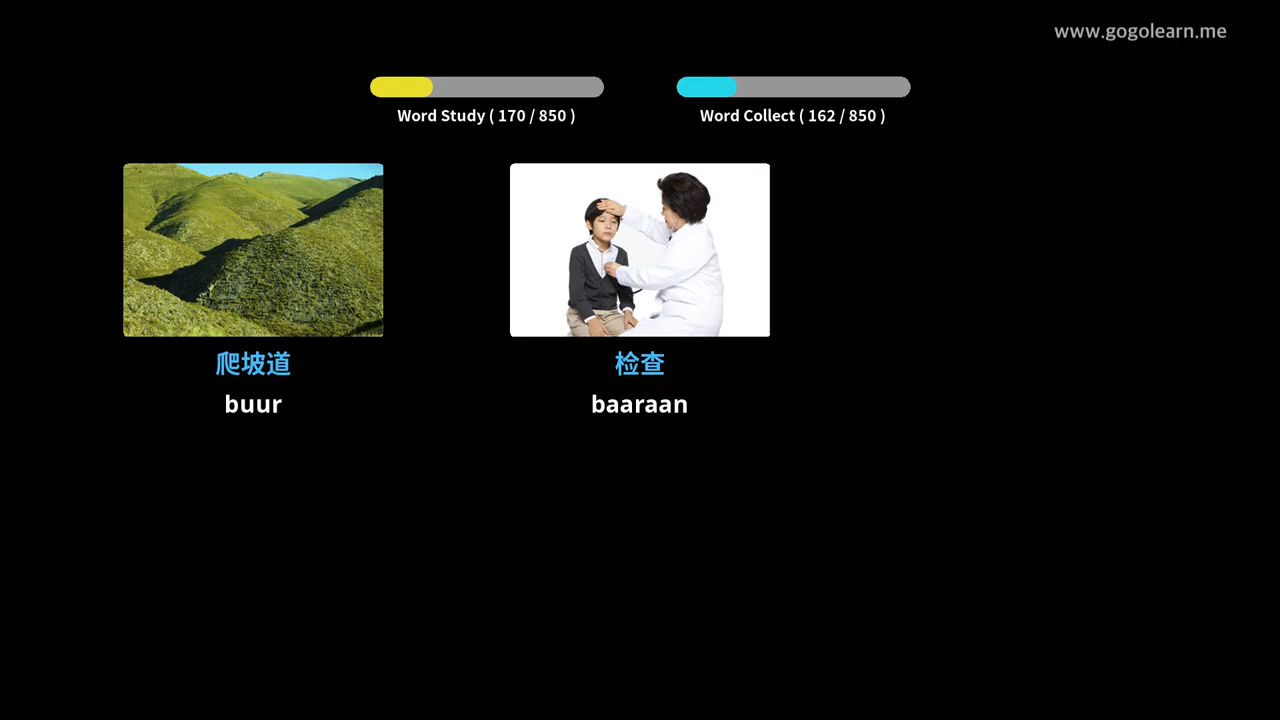 www.gogolearn.me
Word Study ( 170 / 850 )
Word Collect ( 162 / 850 )
爬坡道
buur
检查
baaraan